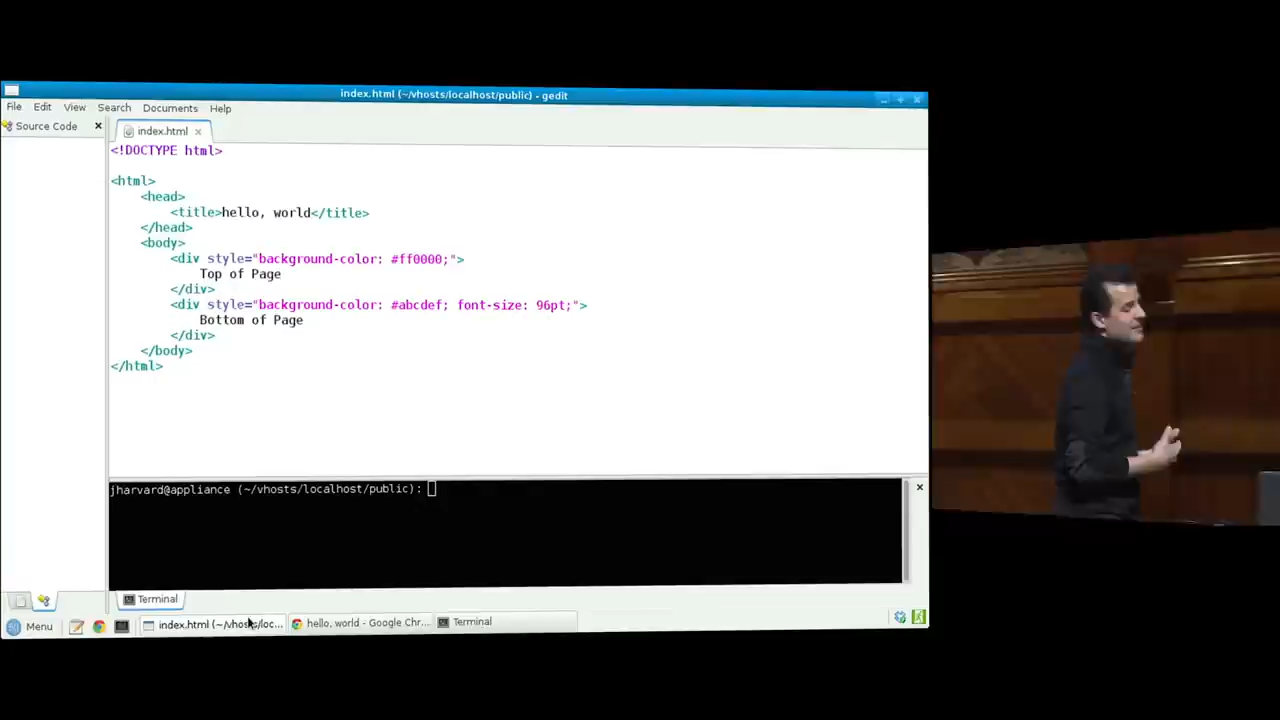 index.html (~/vhosts/localhost/public) - gedit
File Edit View Search Documents Help
Source Code
index.html
<!DOCTYPE html>
<html>
<head>
<title>hello, world</title>
</head>
<body>
<div style="background-color: #ff0000;">
Top of Page
</div>
<div style="background-color: #abcdef; font-size: 96pt;">
Bottom of Page
</div>
</body>
</html>
jharvard@appliance (~/vhosts/localhost/public):
Terminal
Menu index.html (~/vhosts/loc... hello, world - Google Chr... Terminal